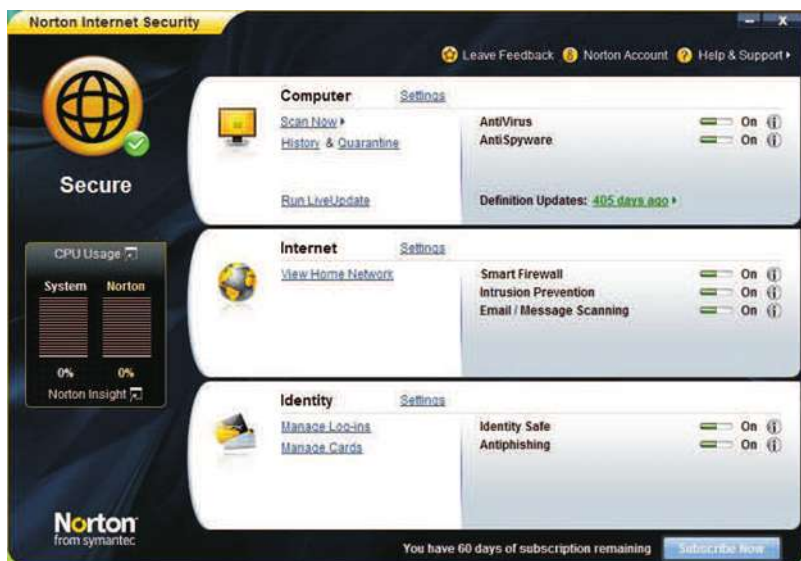 Norton Internet Security
Leave Feedback Norton Account Help & Support
Secure
CPU Usage
System Norton
0% 0%
Norton Insight
Norton
from symantec
Computer Settings
Scan Now
History & Quarantine
Run LiveUpdate
AntiVirus On
AntiSpyware On
Definition Updates: 405 days ago
Internet Settings
View Home Network
Smart Firewall On
Intrusion Prevention On
Email / Message Scanning On
Identity Settings
Manage Log-ins
Manage Cards
Identity Safe On
Antiphishing On
You have 60 days of subscription remaining Subscribe Now